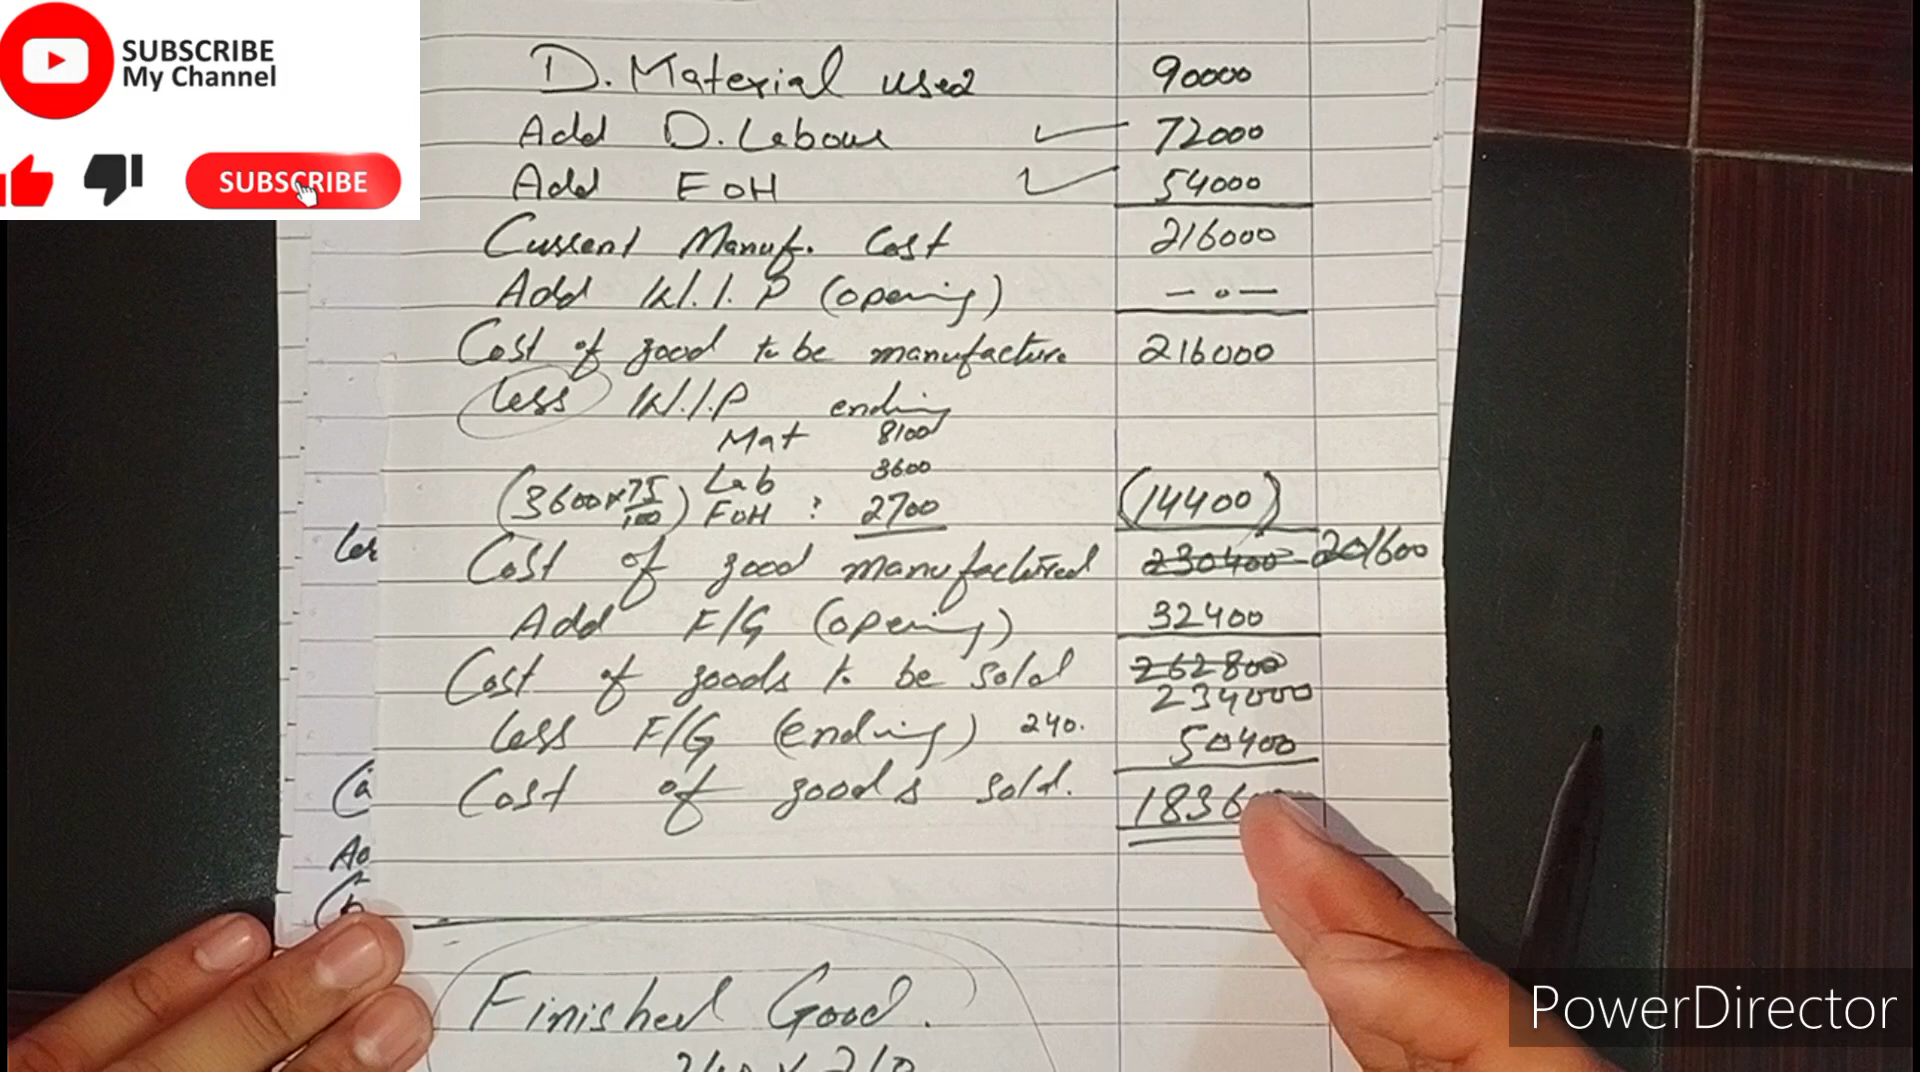 SUBSCRIBE
My Channel
SUBSCRIBE
D. Material used 90000
Add D. Labour 72000
Add FOH 54000
Current Manuf. Cost 216000
Add W.I.P (opening) —o—
Cost of good to be manufacture 216000
Less W.I.P ending
Mat 8100
Lab 3600
(3600×75/100) FOH : 2700 (14400)
Cost of good manufactured 230400 201600
Add F/G (opening) 32400
Cost of goods to be sold 262800
234000
Less F/G (ending) 240. 50400
Cost of goods sold. 1836
Finished Good.
240 × 210
PowerDirector